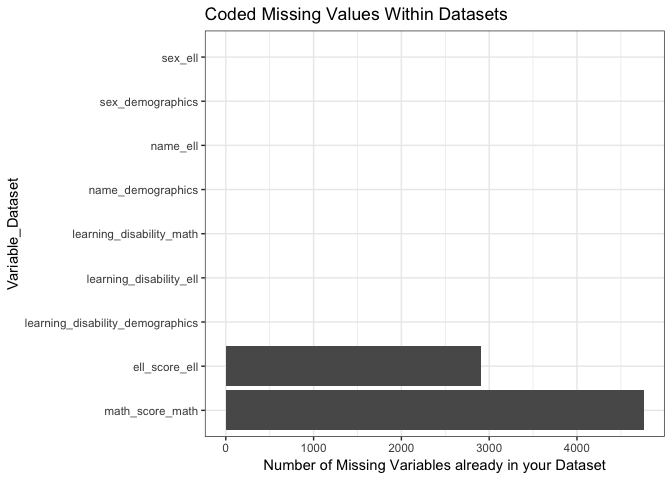 Coded Missing Values Within Datasets
Variable_Dataset
sex_ell
sex_demographics
name_ell
name_demographics
learning_disability_math
learning_disability_ell
learning_disability_demographics
ell_score_ell
math_score_math
0 1000 2000 3000 4000
Number of Missing Variables already in your Dataset